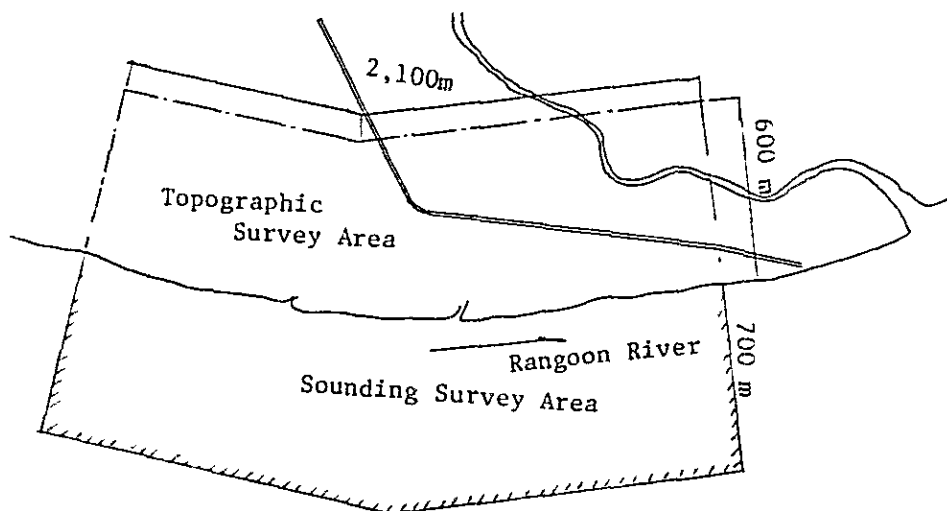 2,100m
600 m
Topographic
Survey Area
Rangoon River
700 m
Sounding Survey Area